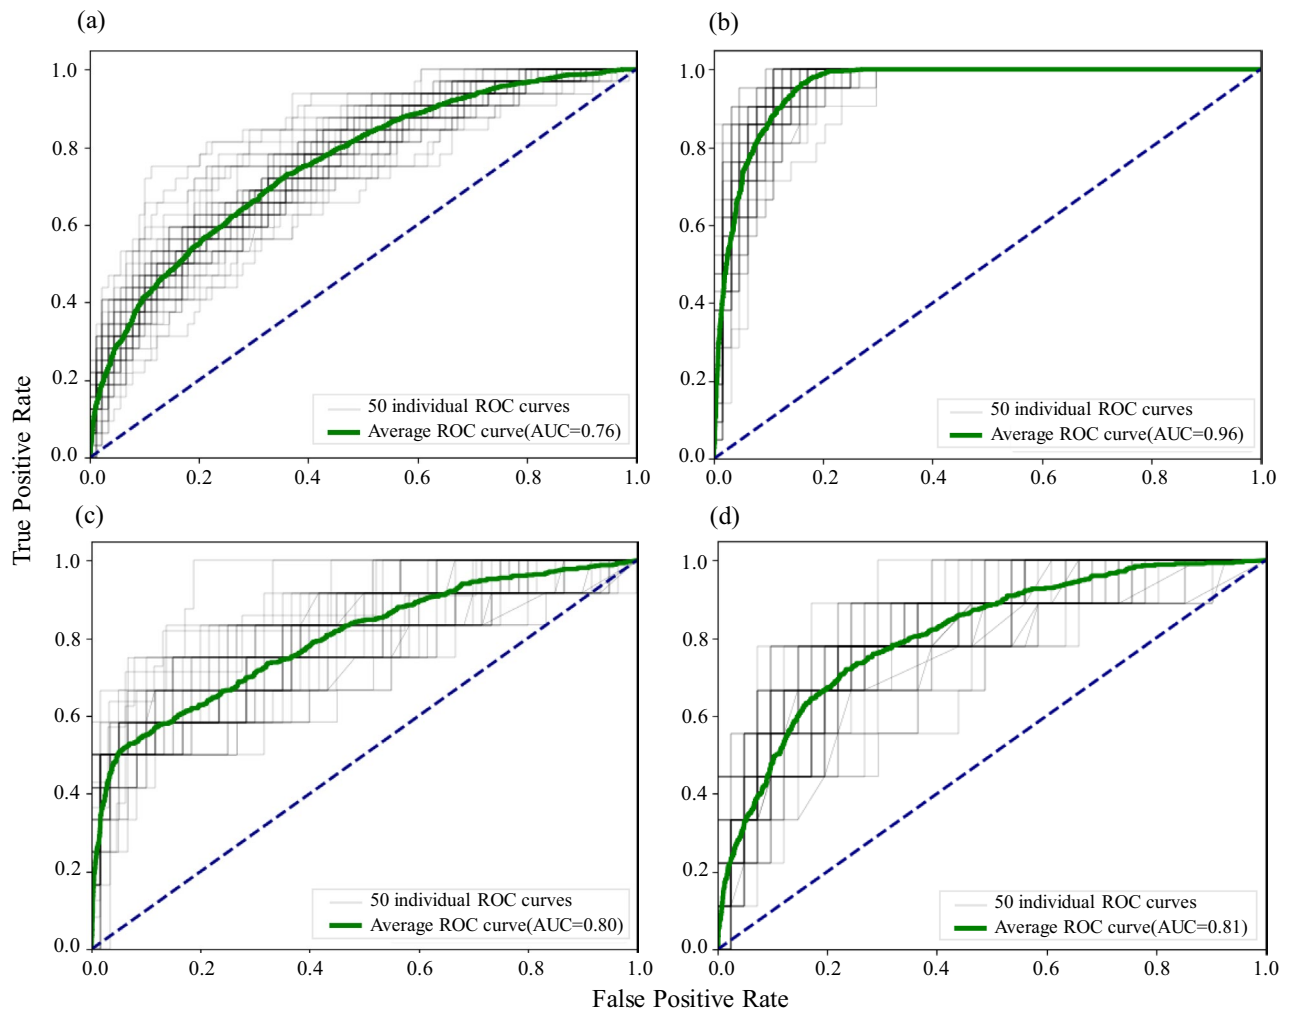 (a)
1.0
0.8
0.6
0.4
0.2
0.0
0.0 0.2 0.4 0.6 0.8 1.0
50 individual ROC curves
Average ROC curve(AUC=0.76)
(b)
1.0
0.8
0.6
0.4
0.2
0.0
0.0 0.2 0.4 0.6 0.8 1.0
50 individual ROC curves
Average ROC curve(AUC=0.96)
True Positive Rate
(c)
1.0
0.8
0.6
0.4
0.2
0.0
0.0 0.2 0.4 0.6 0.8 1.0
50 individual ROC curves
Average ROC curve(AUC=0.80)
(d)
1.0
0.8
0.6
0.4
0.2
0.0
0.0 0.2 0.4 0.6 0.8 1.0
50 individual ROC curves
Average ROC curve(AUC=0.81)
False Positive Rate